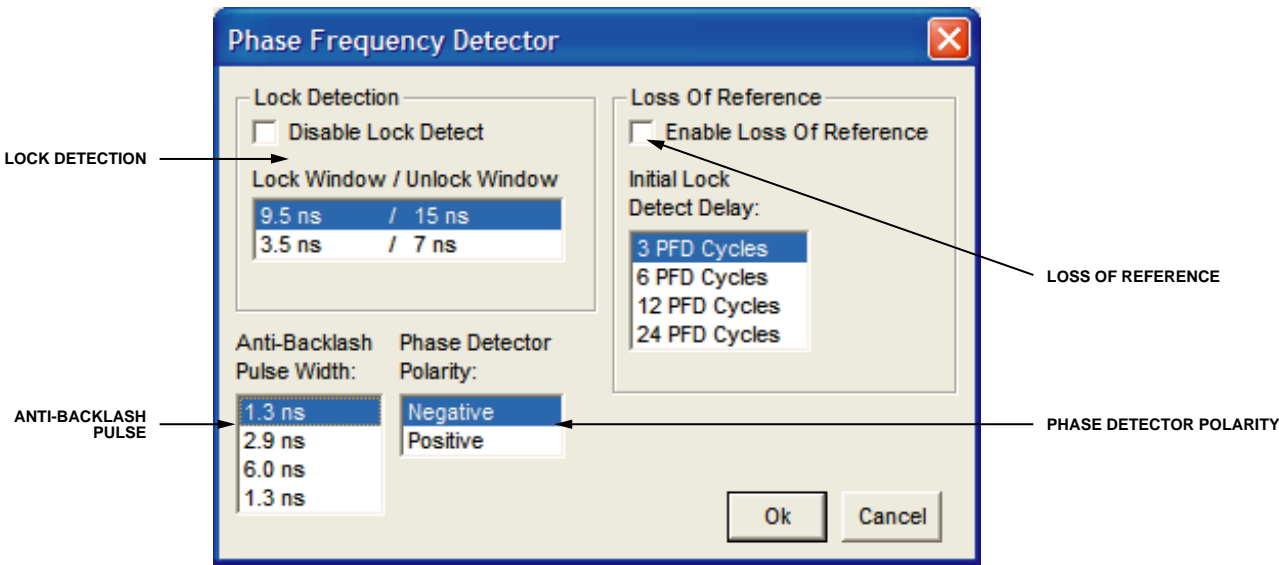 Phase Frequency Detector
Lock Detection
Disable Lock Detect
LOCK DETECTION
Lock Window / Unlock Window
9.5 ns / 15 ns
3.5 ns / 7 ns
Loss Of Reference
Enable Loss Of Reference
Initial Lock
Detect Delay:
3 PFD Cycles
6 PFD Cycles
12 PFD Cycles
24 PFD Cycles
LOSS OF REFERENCE
Anti-Backlash
Pulse Width:
1.3 ns
2.9 ns
6.0 ns
1.3 ns
ANTI-BACKLASH
PULSE
Phase Detector
Polarity:
Negative
Positive
PHASE DETECTOR POLARITY
Ok
Cancel